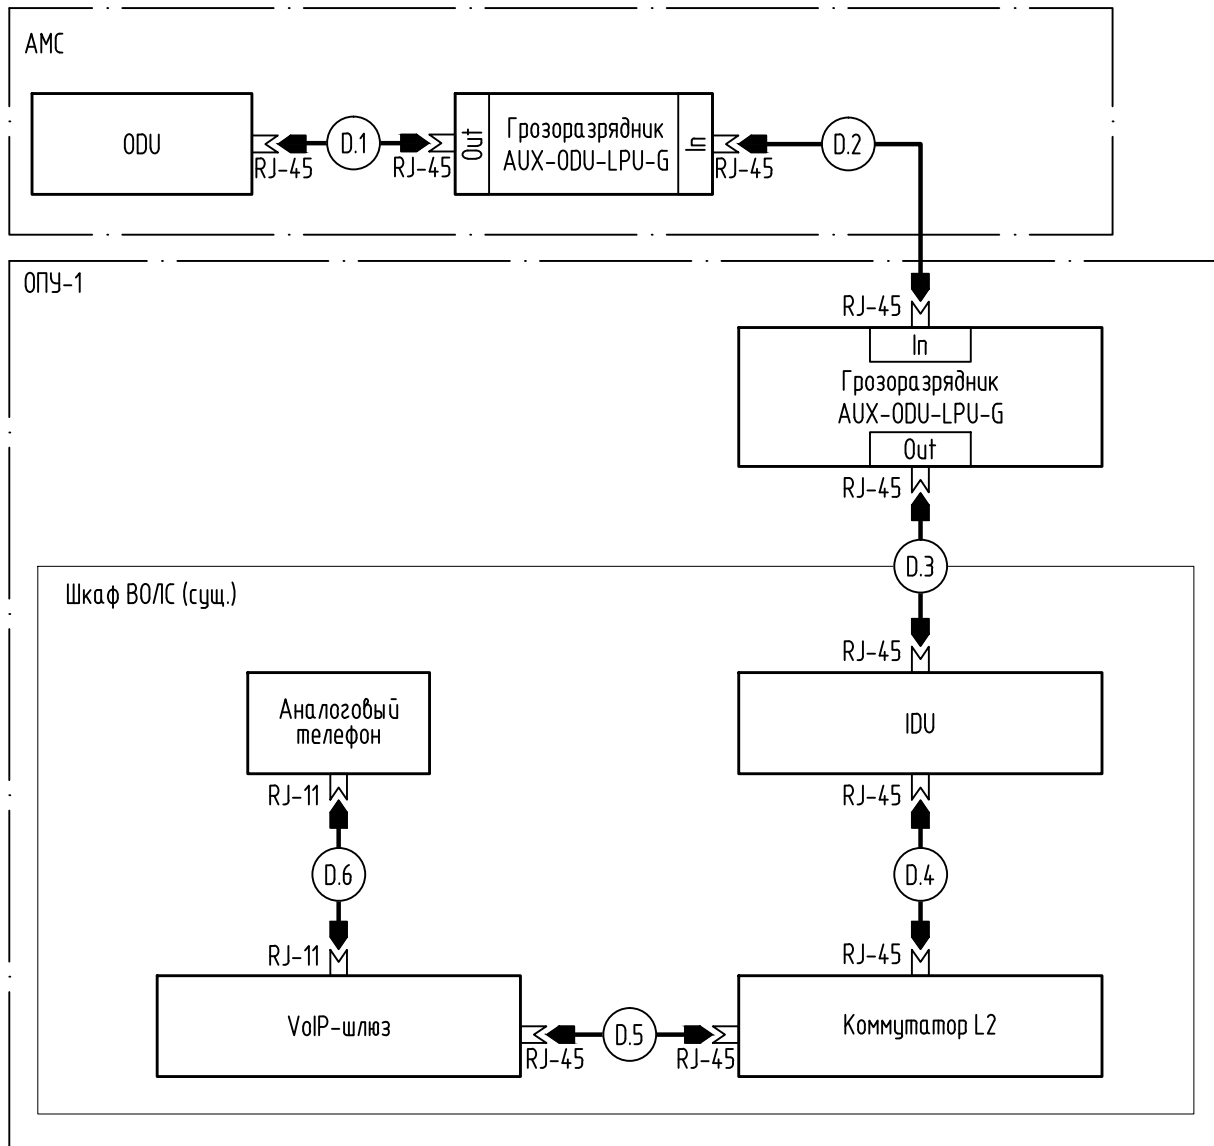 АМС
ODU
RJ-45
D.1
RJ-45
Out
Грозоразрядник
AUX-ODU-LPU-G
In
RJ-45
D.2
ОПУ-1
RJ-45
In
Грозоразрядник
AUX-ODU-LPU-G
Out
RJ-45
D.3
Шкаф ВОЛС (сущ.)
RJ-45
IDU
RJ-45
Аналоговый
телефон
RJ-11
D.6
D.4
RJ-11
RJ-45
VoIP-шлюз
RJ-45
D.5
RJ-45
Коммутатор L2